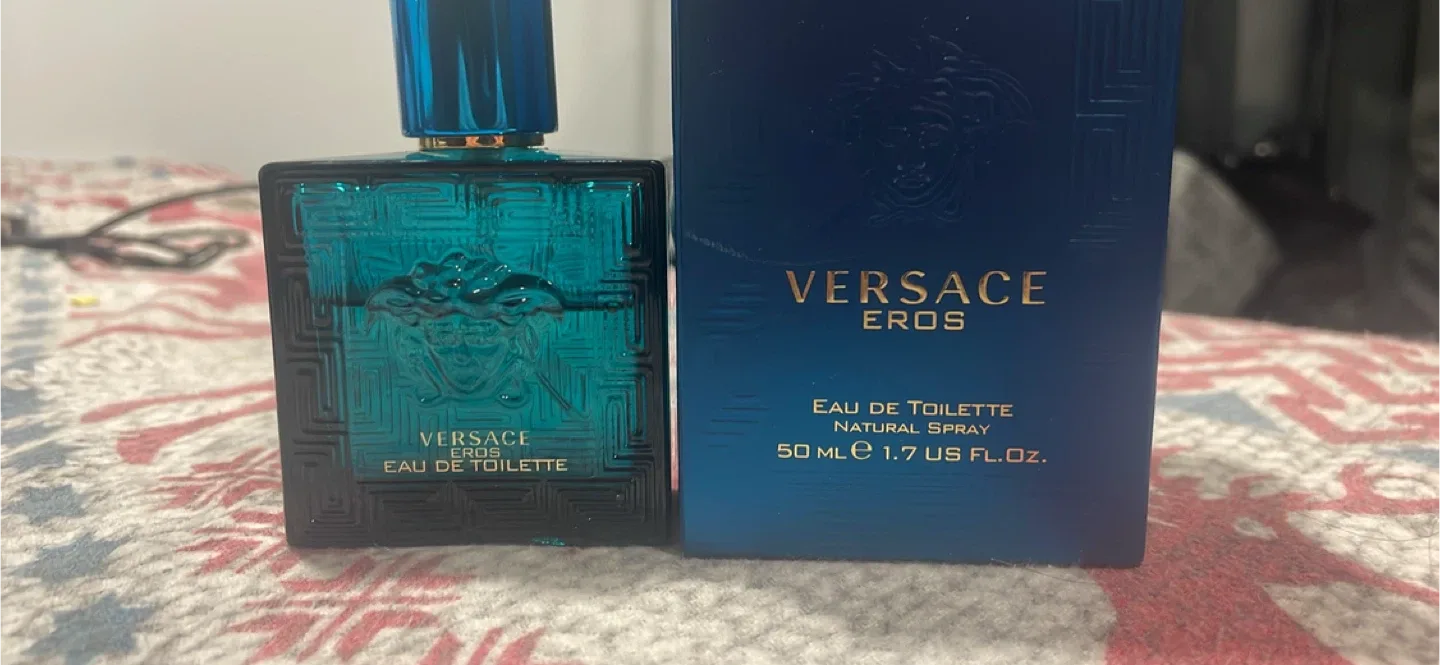 VERSACE
EROS
EAU DE TOILETTE
VERSACE
EROS
EAU DE TOILETTE
NATURAL SPRAY
50 ML ℮ 1.7 US FL.OZ.